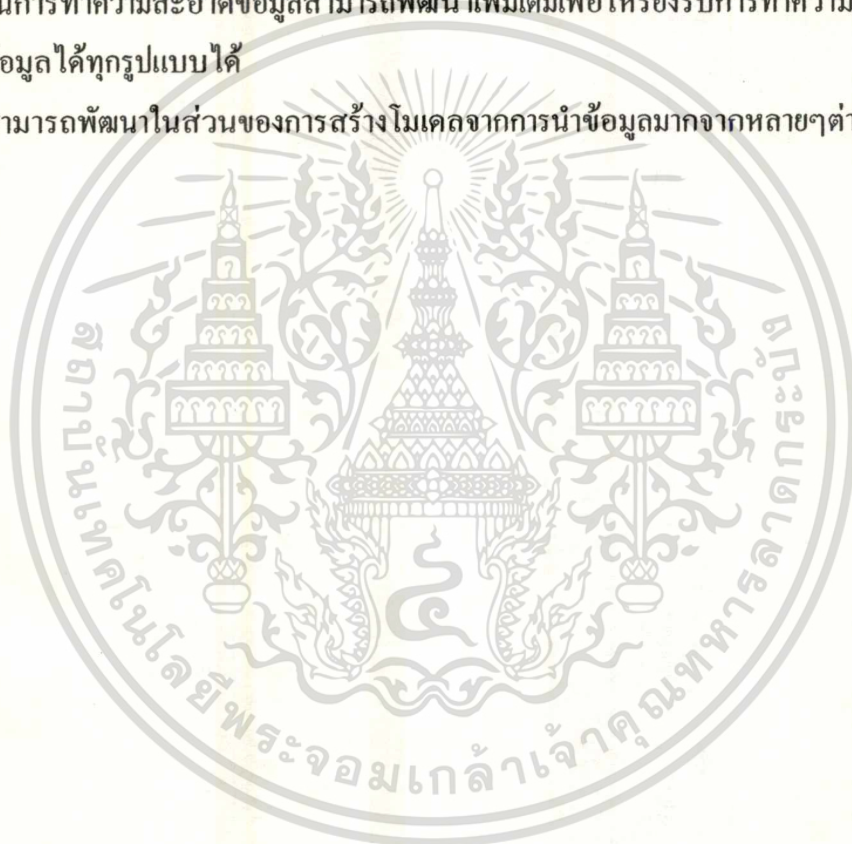 นการทำความสะอาดข้อมูลสามารถพัฒนาเพิ่มเติมเพื่อให้รองรับการทำความ
อมูลได้ทุกรูปแบบได้
ามารถพัฒนาในส่วนของการสร้างโมเดลจากการนำข้อมูลมากจากหลายๆต่า
สถาบันเทคโนโลยีพระจอมเกล้าเจ้าคุณทหารลาดกระบัง
๔